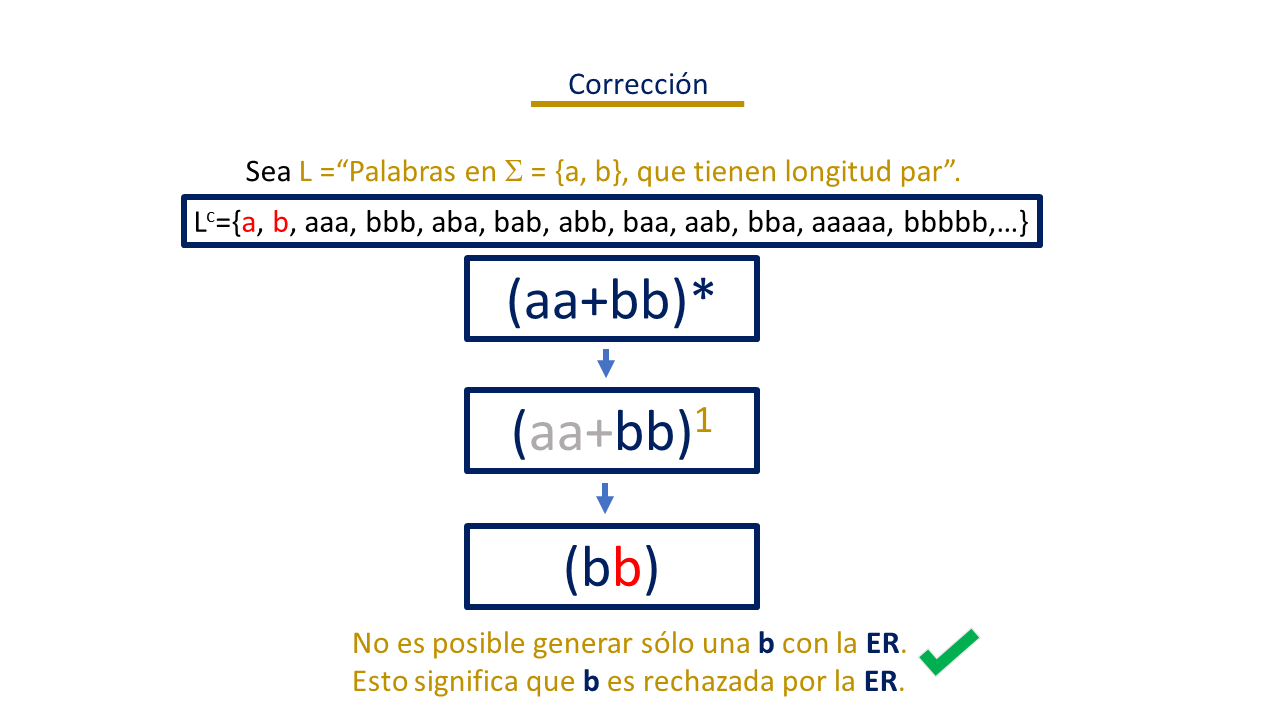 Corrección
Sea L =“Palabras en Σ = {a, b}, que tienen longitud par”.
Lᶜ={a, b, aaa, bbb, aba, bab, abb, baa, aab, bba, aaaaa, bbbbb,...}
(aa+bb)*
(aa+bb)¹
(bb)
No es posible generar sólo una b con la ER.
Esto significa que b es rechazada por la ER.